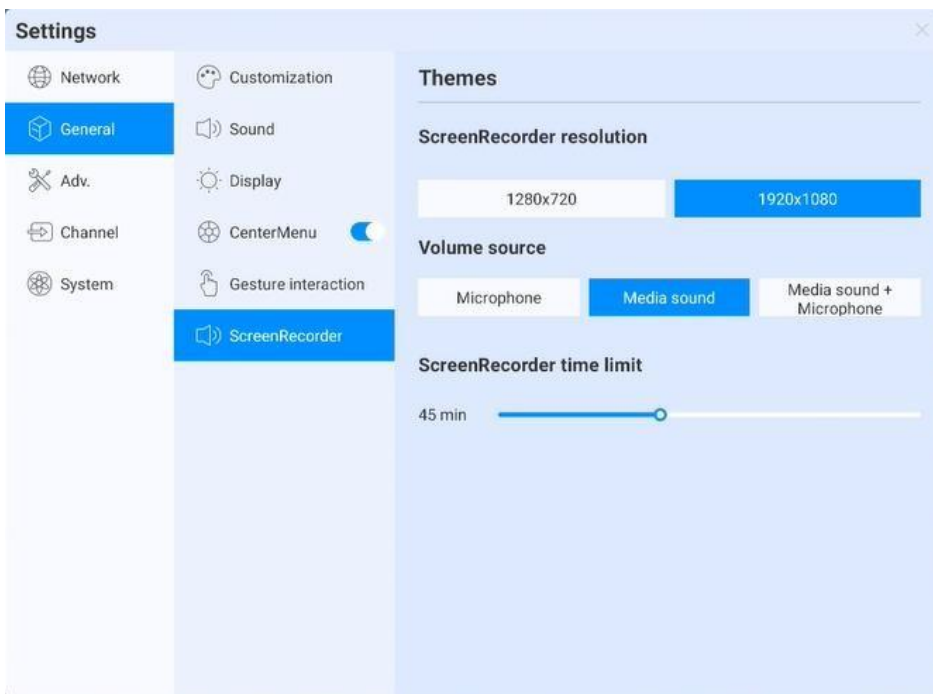 Settings
Network
General
Adv.
Channel
System
Customization
Sound
Display
CenterMenu
Gesture interaction
ScreenRecorder
Themes
ScreenRecorder resolution
1280x720
1920x1080
Volume source
Microphone
Media sound
Media sound +
Microphone
ScreenRecorder time limit
45 min